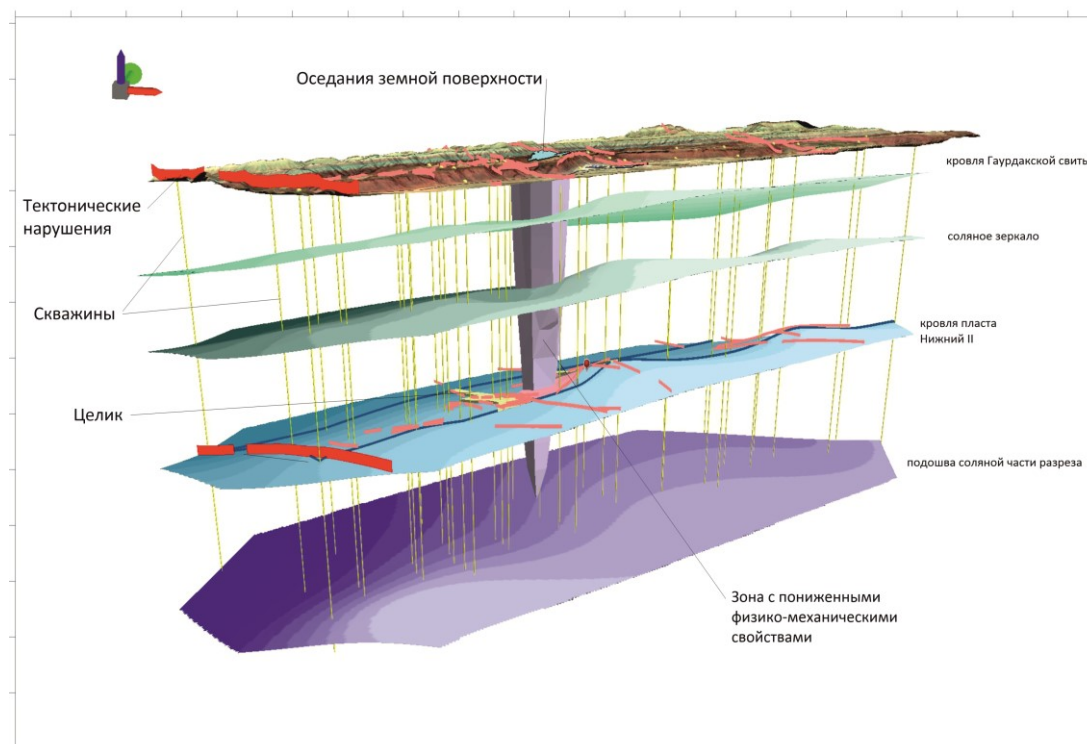 Оседания земной поверхности
кровля Гаурдакской свить
Тектонические
нарушения
соляное зеркало
Скважины
кровля пласта
Нижний II
Целик
подошва соляной части разреза
Зона с пониженными
физико-механическими
свойствами